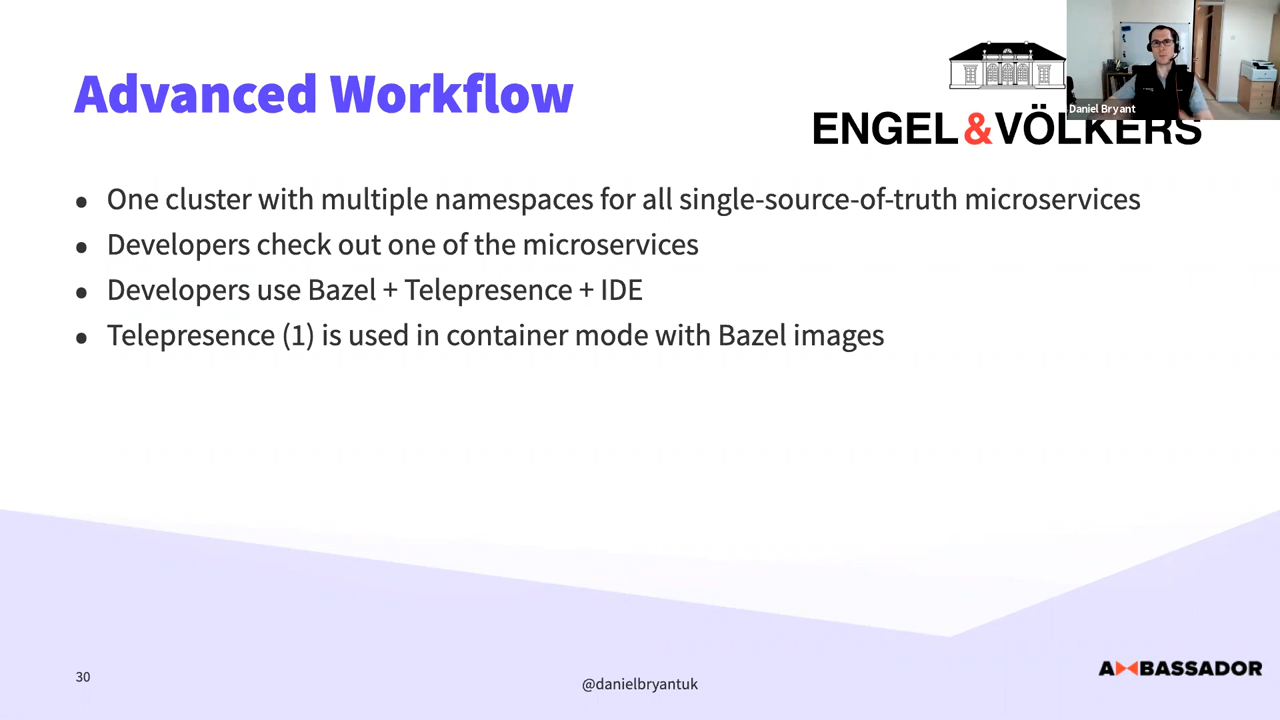 Advanced Workflow
Daniel Bryant
ENGEL&VÖLKERS
• One cluster with multiple namespaces for all single-source-of-truth microservices
• Developers check out one of the microservices
• Developers use Bazel + Telepresence + IDE
• Telepresence (1) is used in container mode with Bazel images
30
@danielbryantuk
AMBASSADOR